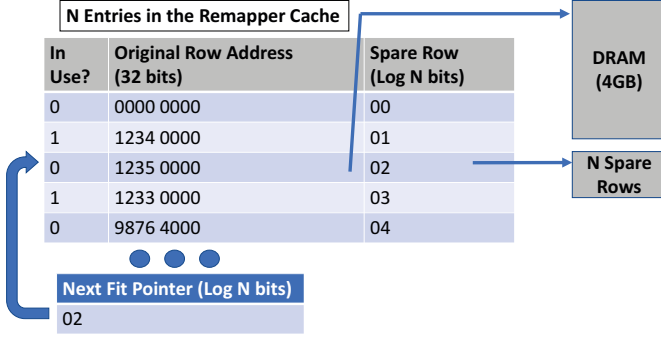 N Entries in the Remapper Cache
In Use? Original Row Address (32 bits) Spare Row (Log N bits)
0 0000 0000 00
1 1234 0000 01
0 1235 0000 02
1 1233 0000 03
0 9876 4000 04
Next Fit Pointer (Log N bits)
02
DRAM
(4GB)
N Spare
Rows